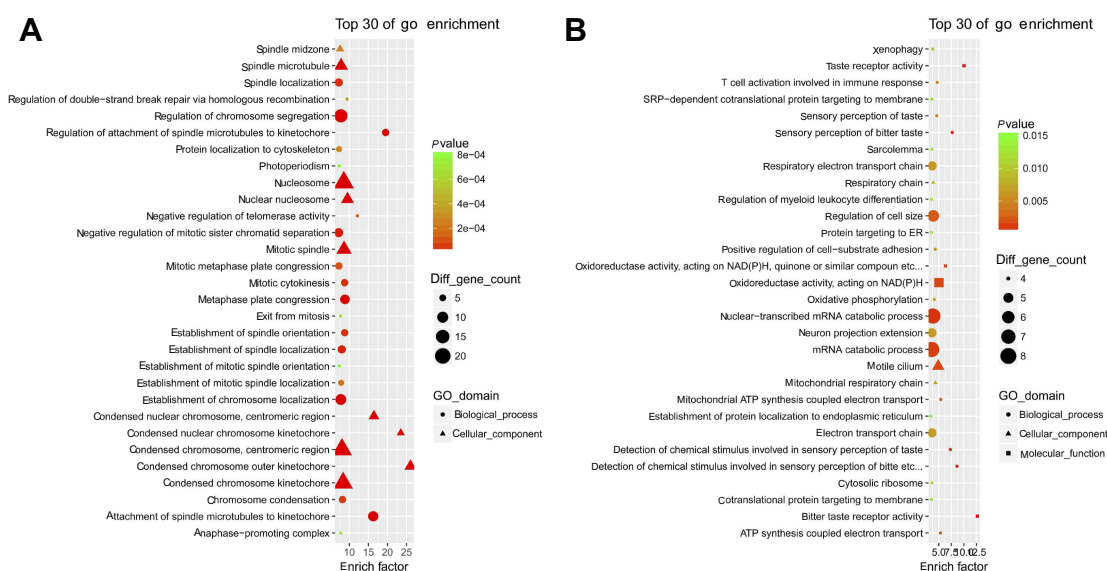 A
Top 30 of go enrichment
Spindle midzone
Spindle microtubule
Spindle localization
Regulation of double-strand break repair via homologous recombination
Regulation of chromosome segregation
Regulation of attachment of spindle microtubules to kinetochore
Protein localization to cytoskeleton
Photoperiodism
Nucleosome
Nuclear nucleosome
Negative regulation of telomerase activity
Negative regulation of mitotic sister chromatid separation
Mitotic spindle
Mitotic metaphase plate congression
Mitotic cytokinesis
Metaphase plate congression
Exit from mitosis
Establishment of spindle orientation
Establishment of spindle localization
Establishment of mitotic spindle orientation
Establishment of mitotic spindle localization
Establishment of chromosome localization
Condensed nuclear chromosome, centromeric region
Condensed nuclear chromosome kinetochore
Condensed chromosome, centromeric region
Condensed chromosome outer kinetochore
Condensed chromosome kinetochore
Chromosome condensation
Attachment of spindle microtubules to kinetochore
Anaphase-promoting complex
10 15 20 25
Enrich factor
Pvalue
8e−04
6e−04
4e−04
2e−04
Diff_gene_count
5
10
15
20
GO_domain
Biological_process
Cellular_component
B
Top 30 of go enrichment
Xenophagy
Taste receptor activity
T cell activation involved in immune response
SRP-dependent cotranslational protein targeting to membrane
Sensory perception of taste
Sensory perception of bitter taste
Sarcolemma
Respiratory electron transport chain
Respiratory chain
Regulation of myeloid leukocyte differentiation
Regulation of cell size
Protein targeting to ER
Positive regulation of cell-substrate adhesion
Oxidoreductase activity, acting on NAD(P)H, quinone or similar compoun etc...
Oxidoreductase activity, acting on NAD(P)H
Oxidative phosphorylation
Nuclear-transcribed mRNA catabolic process
Neuron projection extension
mRNA catabolic process
Motile cilium
Mitochondrial respiratory chain
Mitochondrial ATP synthesis coupled electron transport
Establishment of protein localization to endoplasmic reticulum
Electron transport chain
Detection of chemical stimulus involved in sensory perception of taste
Detection of chemical stimulus involved in sensory perception of bitte etc...
Cytosolic ribosome
Cotranslational protein targeting to membrane
Bitter taste receptor activity
ATP synthesis coupled electron transport
5.0 7.5 10.0 12.5
Enrich factor
Pvalue
0.015
0.010
0.005
Diff_gene_count
4
5
6
7
8
GO_domain
Biological_process
Cellular_component
Molecular_function